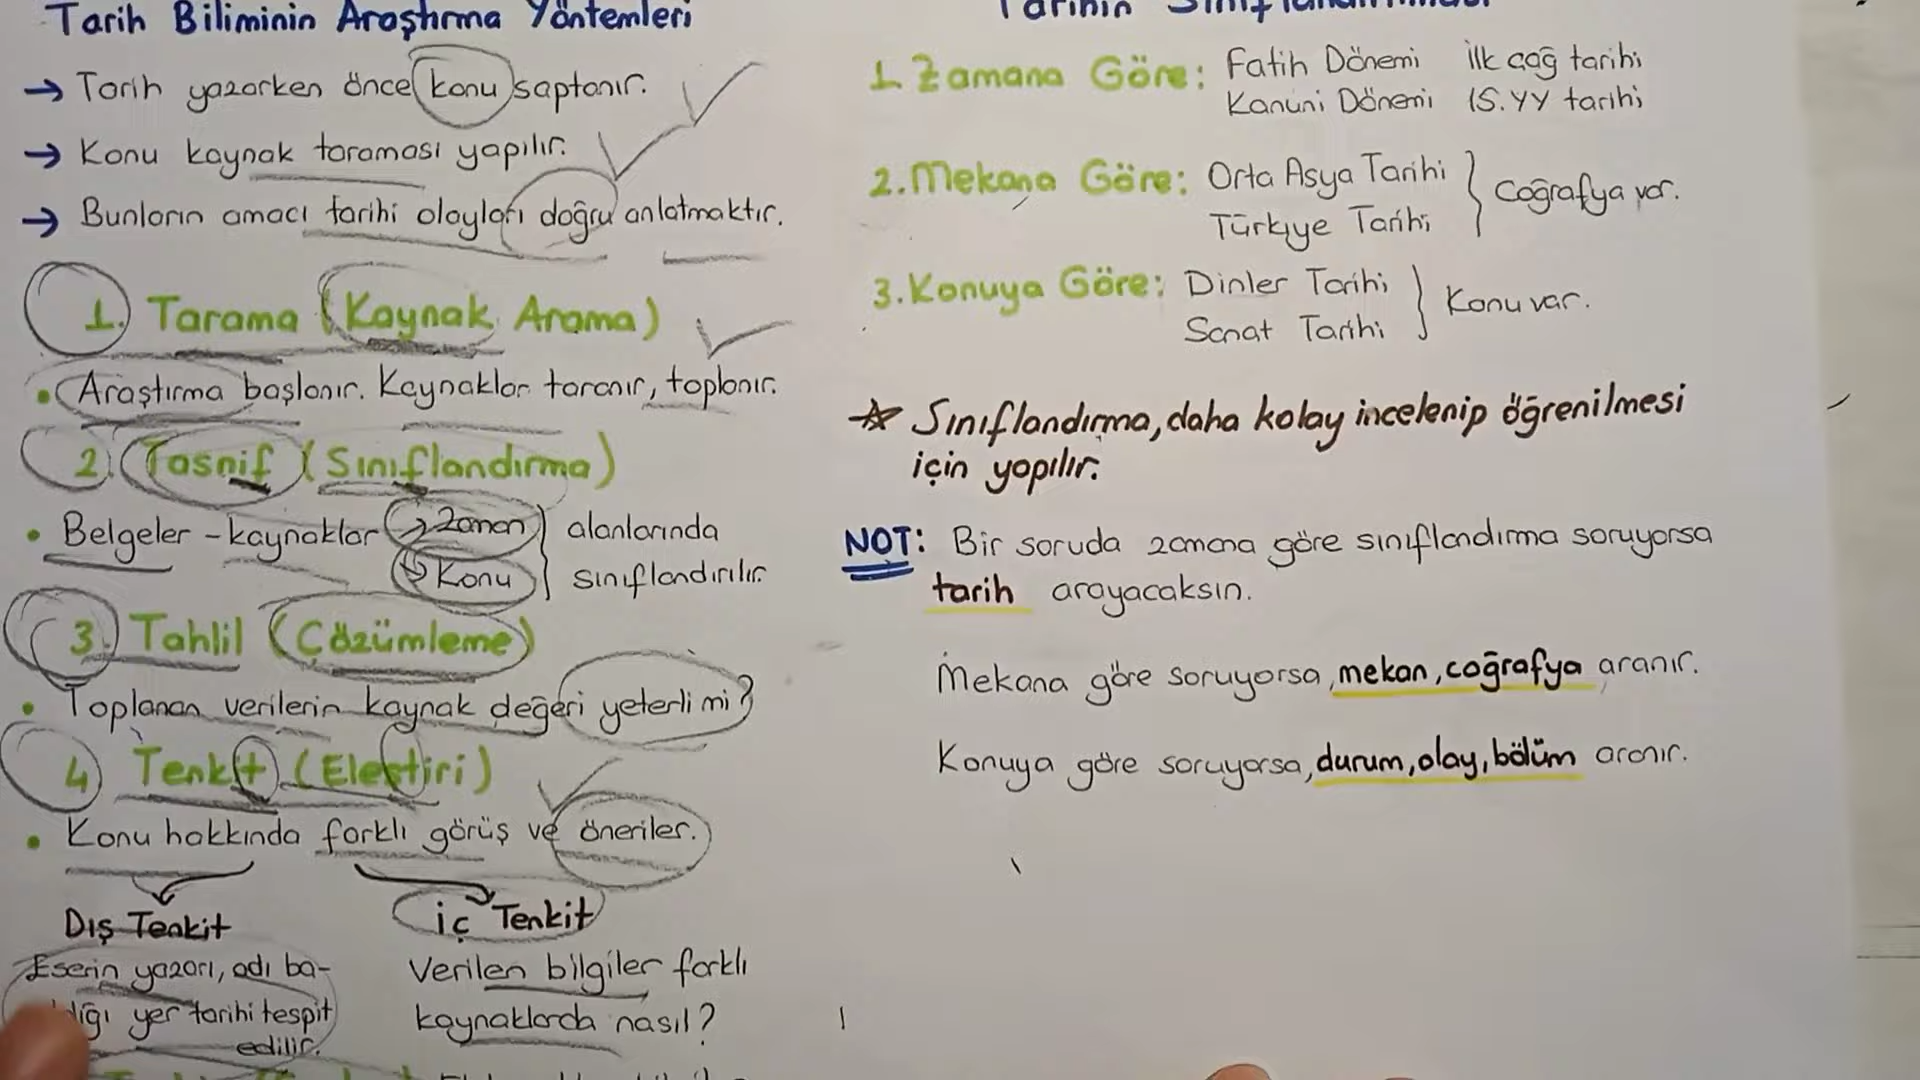 Tarih Biliminin Araştırma Yöntemleri
→ Tarih yazarken önce konu saptanır.
→ Konu kaynak taraması yapılır.
→ Bunların amacı tarihi olayları doğru anlatmaktır.
1. Tarama (Kaynak Arama)
• Araştırma başlanır. Kaynaklar taranır, toplanır.
2. Tasnif (Sınıflandırma)
• Belgeler - kaynaklar → Zaman alanlarında
↳ Konu sınıflandırılır.
3. Tahlil (Çözümleme)
• Toplanan verilerin kaynak değeri yeterli mi?
4 Tenkit (Eleştiri)
• Konu hakkında farklı görüş ve öneriler.
Dış Tenkit
Eserin yazarı, adı ba-
yer tarihi tespit
edilir.
İç Tenkit
Verilen bilgiler farklı
kaynaklarda nasıl?
Tarihin Sınıflandırılması
1. Zamana Göre: Fatih Dönemi İlk çağ tarihi
Kanuni Dönemi 15.YY tarihi
2. Mekana Göre: Orta Asya Tarihi
Türkiye Tarihi } Coğrafya var.
3. Konuya Göre: Dinler Tarihi
Sanat Tarihi } Konu var.
☆ Sınıflandırma, daha kolay incelenip öğrenilmesi
için yapılır.
NOT: Bir soruda zamana göre sınıflandırma soruyorsa
tarih arayacaksın.
Mekana göre soruyorsa, mekan, coğrafya aranır.
Konuya göre soruyorsa, durum, olay, bölüm aranır.